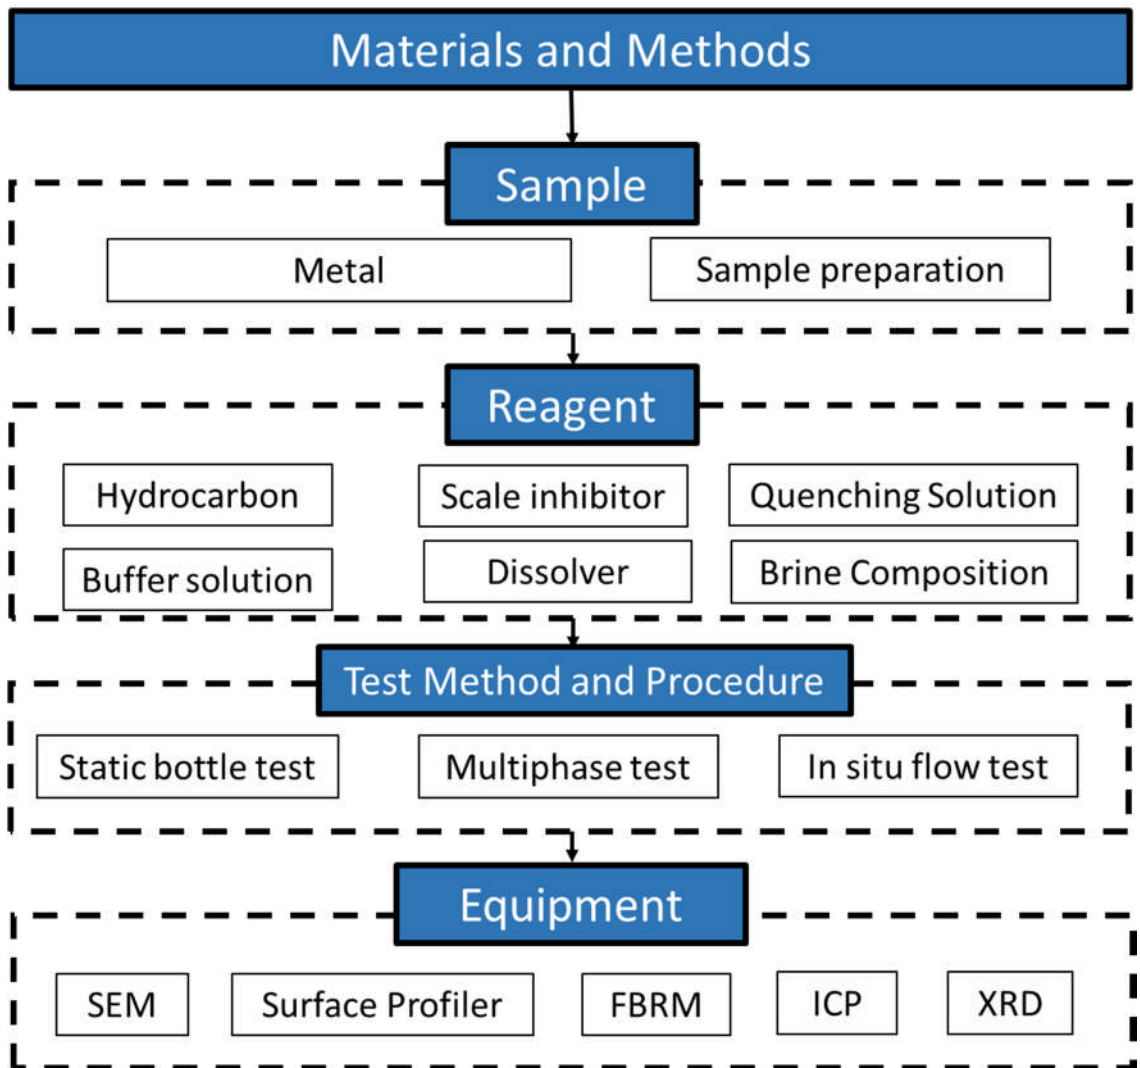 Materials and Methods
Sample
Metal
Sample preparation
Reagent
Hydrocarbon
Scale inhibitor
Quenching Solution
Buffer solution
Dissolver
Brine Composition
Test Method and Procedure
Static bottle test
Multiphase test
In situ flow test
Equipment
SEM
Surface Profiler
FBRM
ICP
XRD